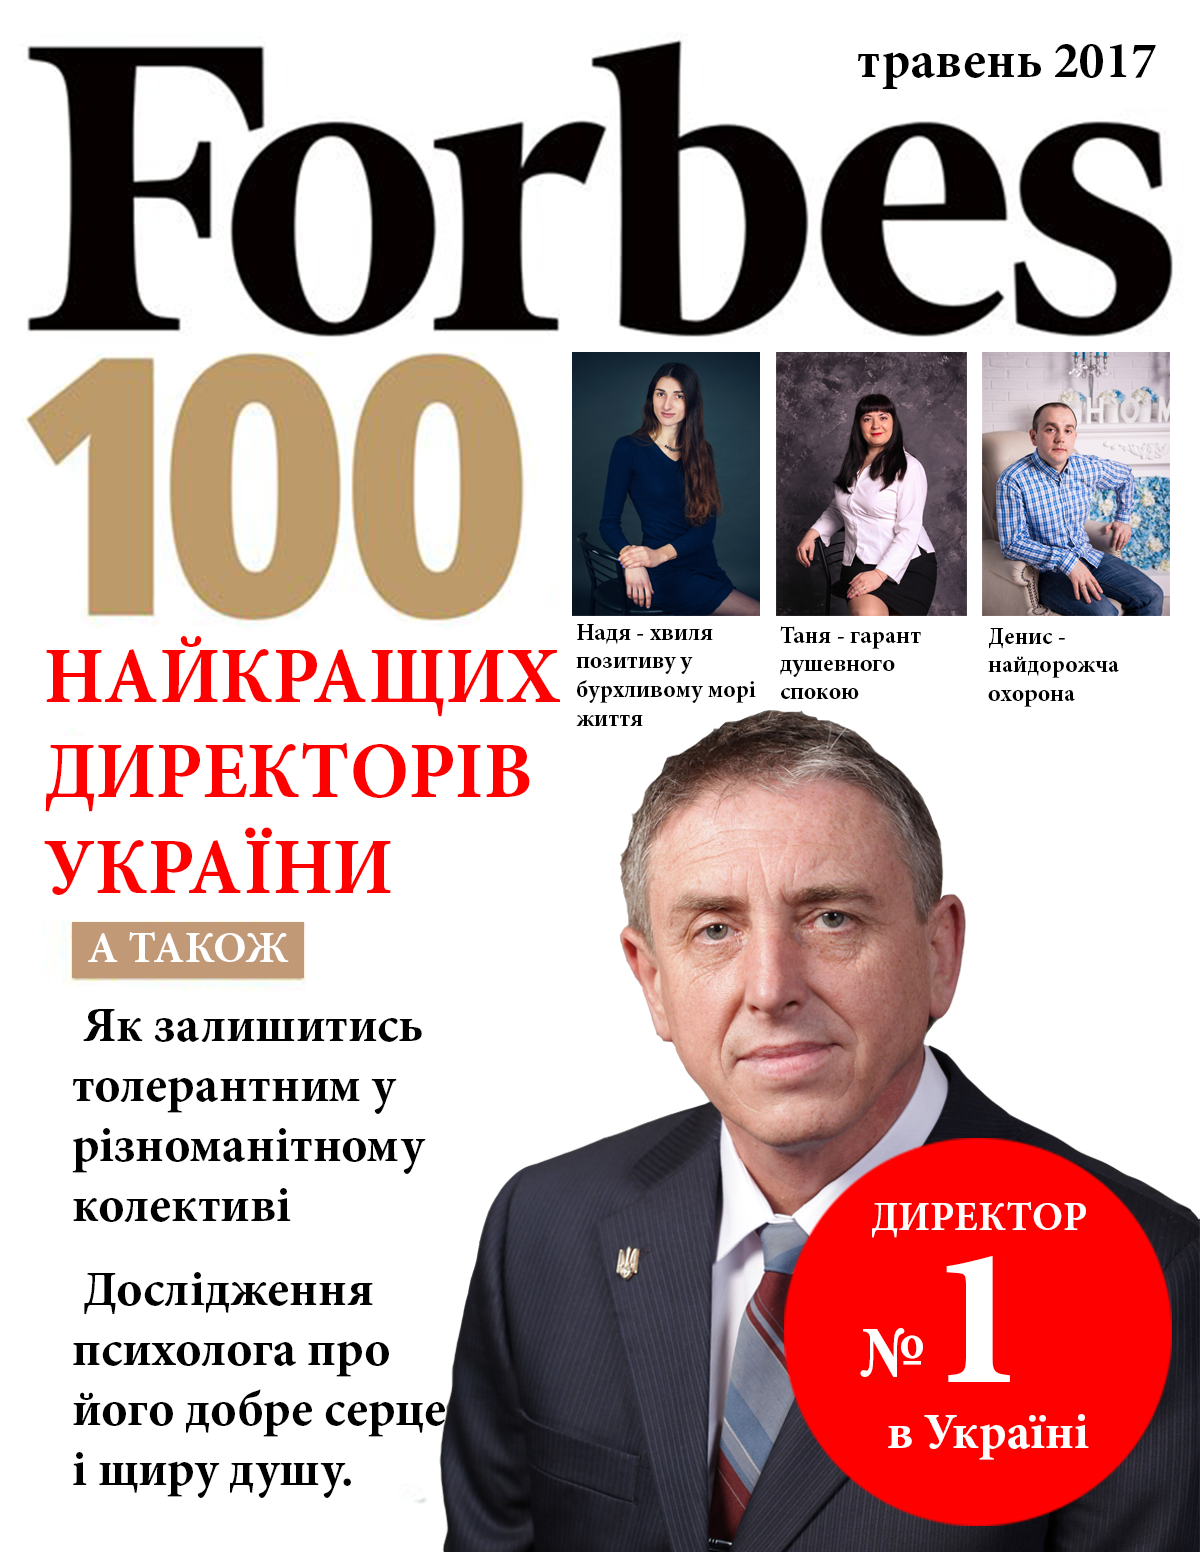 травень 2017
Forbes
100
НАЙКРАЩИХ
ДИРЕКТОРІВ
УКРАЇНИ
Надя - хвиля
позитиву у
бурхливому морі
життя
Таня - гарант
душевного
спокою
Денис -
найдорожча
охорона
HOM
А ТАКОЖ
Як залишитись
толерантним у
різноманітному
колективі
Дослідження
психолога про
його добре серце
і щиру душу.
ДИРЕКТОР
№ 1
в Україні